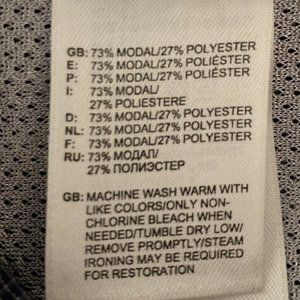 GB: 73% MODAL/27% POLYESTER
E: 73% MODAL/27% POLIÉSTER
P: 73% MODAL/27% POLIÉSTER
I: 73% MODAL/
27% POLIESTERE
D: 73% MODAL/27% POLYESTER
NL: 73% MODAL/27% POLYESTER
F: 73% MODAL/27% POLYESTER
RU: 73% МОДАЛ/
27% ПОЛИЭСТЕР
GB: MACHINE WASH WARM WITH
LIKE COLORS/ONLY NON-
CHLORINE BLEACH WHEN
NEEDED/TUMBLE DRY LOW/
REMOVE PROMPTLY/STEAM
IRONING MAY BE REQUIRED
FOR RESTORATION